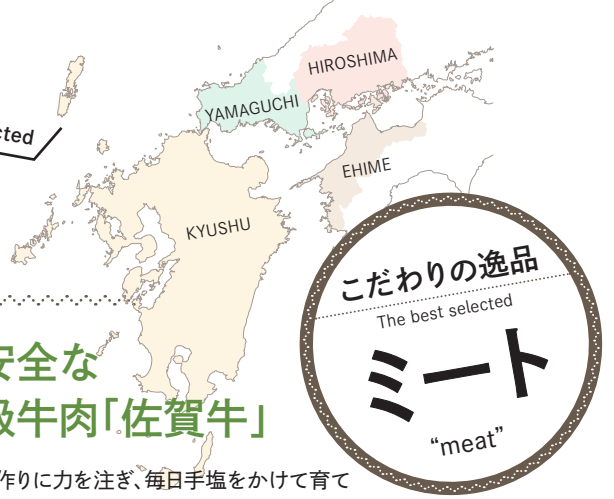 HIROSHIMA
YAMAGUCHI
EHIME
KYUSHU
こだわりの逸品
The best selected
ミート
“meat”
安全な
級牛肉「佐賀牛」
作りに力を注ぎ、毎日手塩をかけて育て